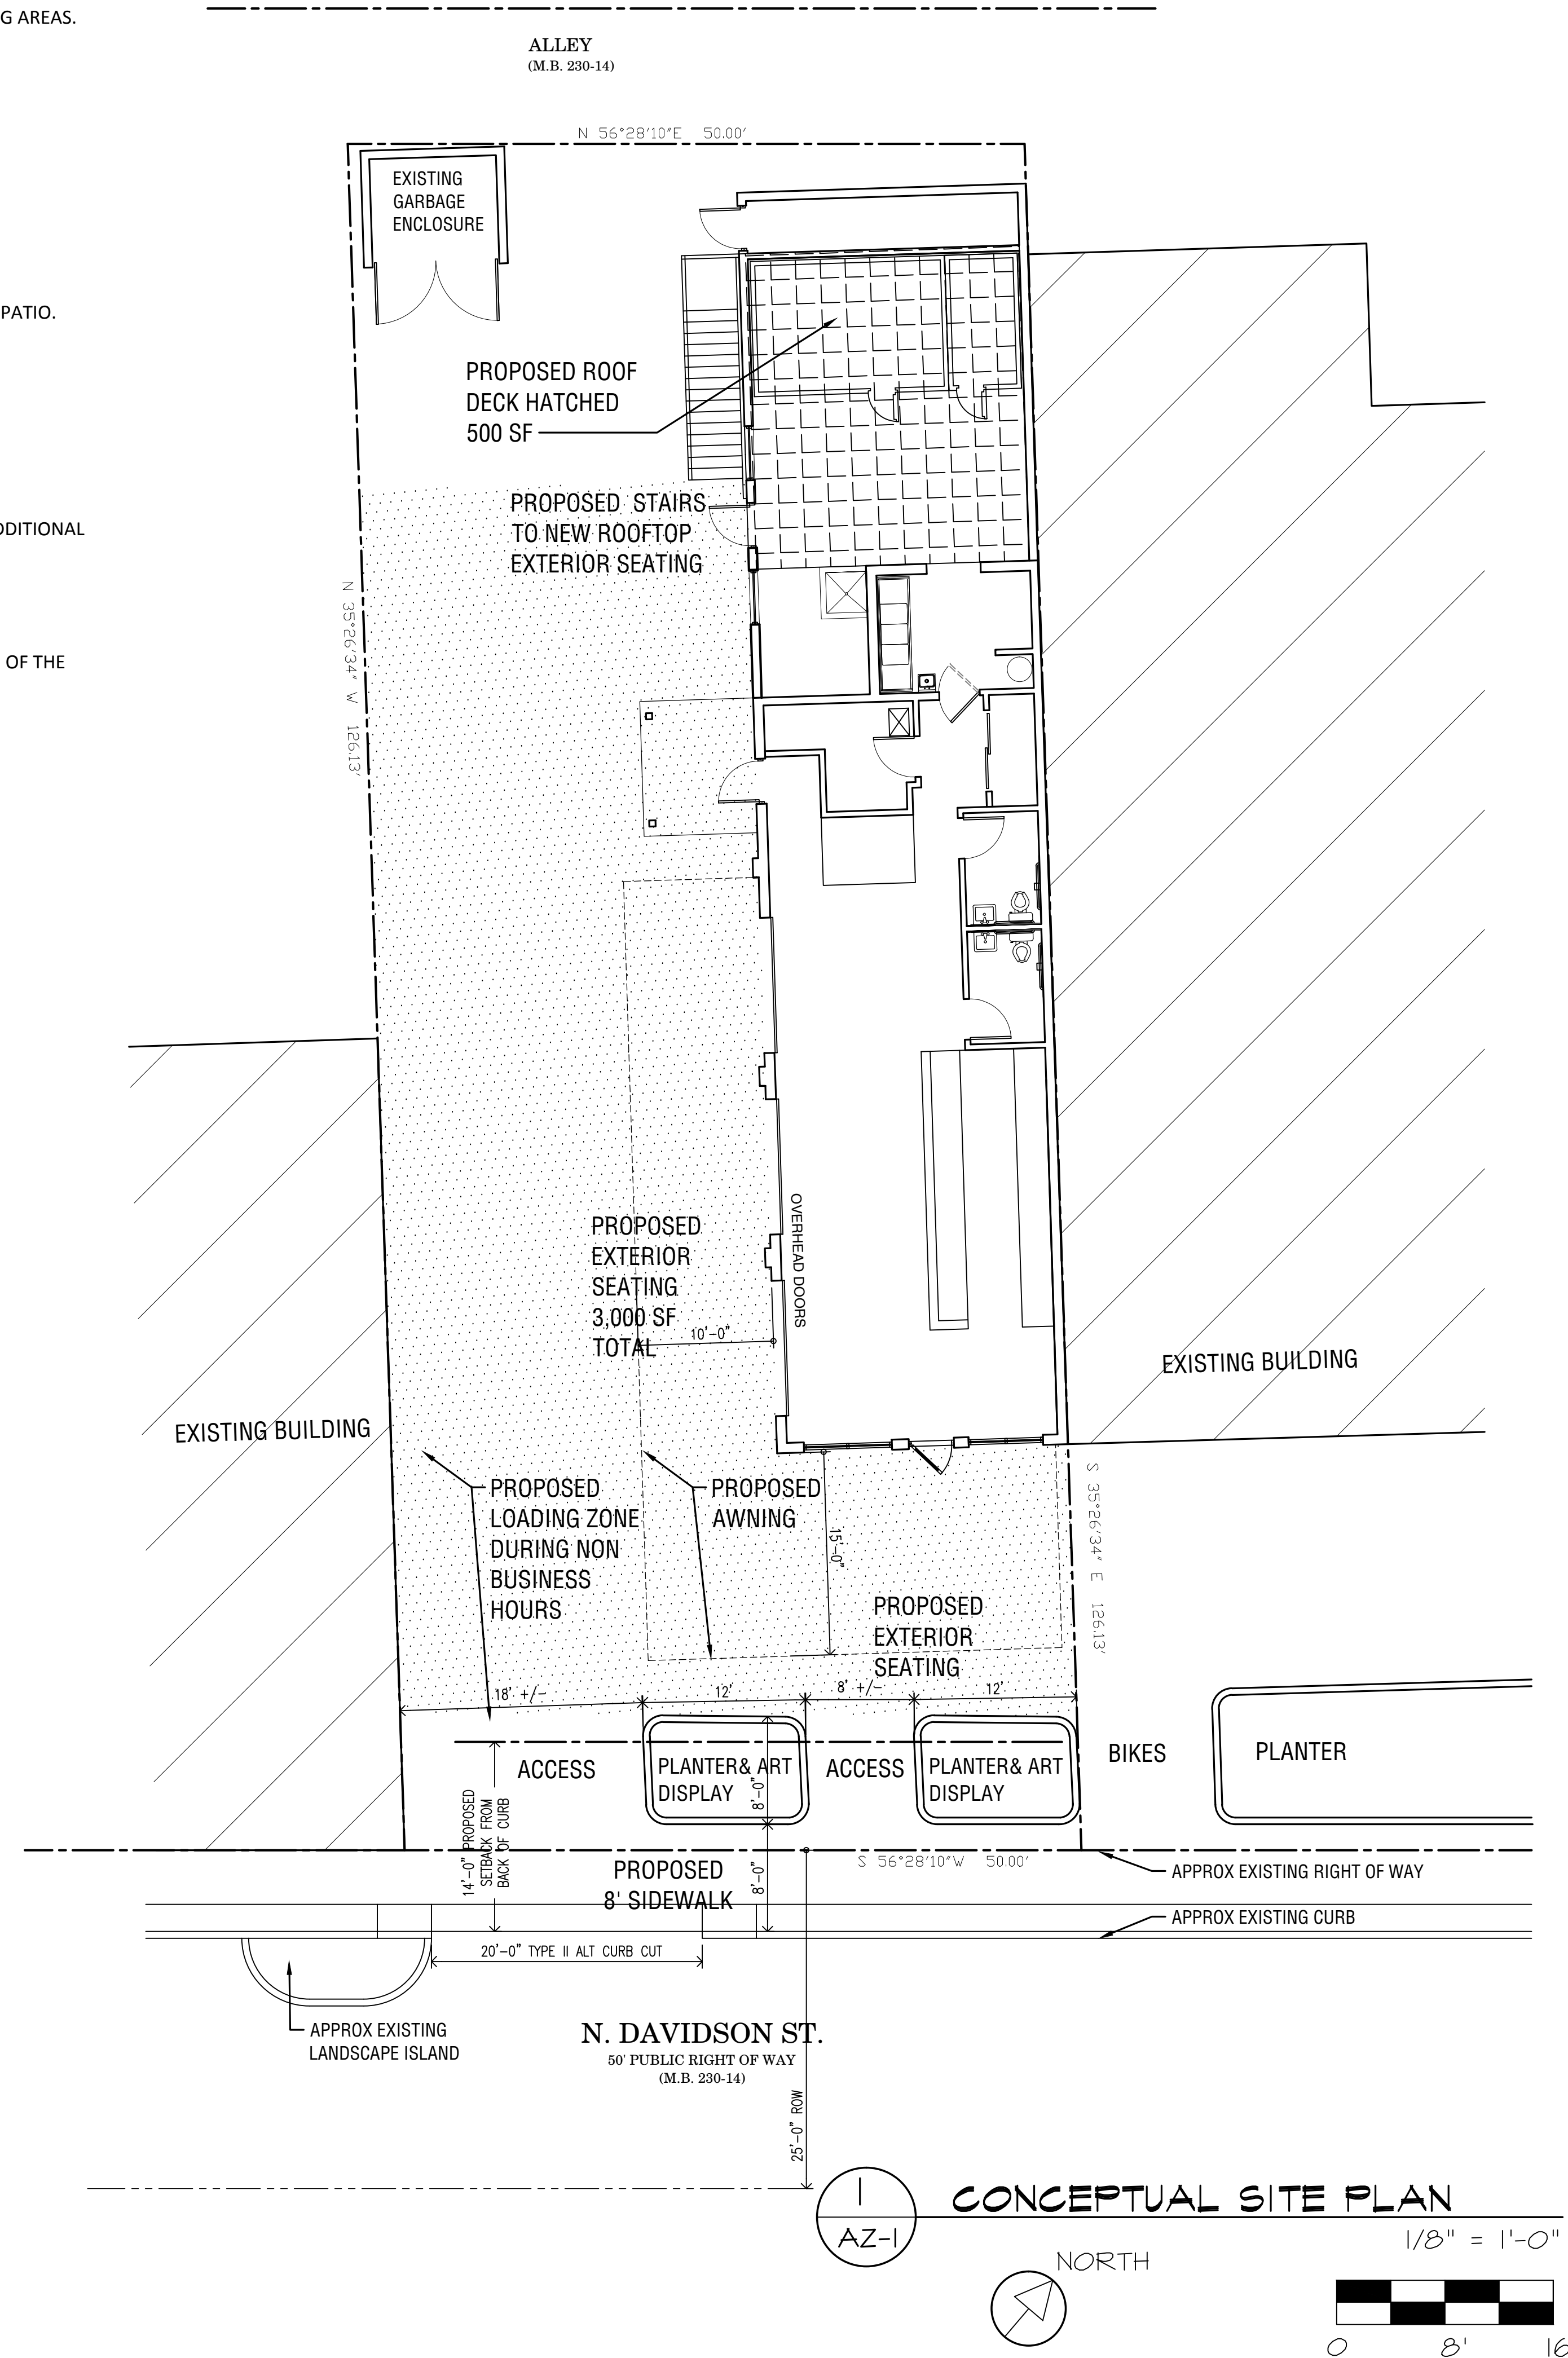 G AREAS.
ALLEY
(M.B. 230-14)
N 56°28'10"E 50.00'
EXISTING
GARBAGE
ENCLOSURE
PATIO.
PROPOSED ROOF
DECK HATCHED
500 SF
PROPOSED STAIRS
TO NEW ROOFTOP
EXTERIOR SEATING
DDITIONAL
N 35°26'34" W 126.13'
OF THE
OVERHEAD DOORS
PROPOSED
EXTERIOR
SEATING
3,000 SF
TOTAL
10'-0"
EXISTING BUILDING
EXISTING BUILDING
PROPOSED
LOADING ZONE
DURING NON
BUSINESS
HOURS
PROPOSED
AWNING
15'-0"
S 35°26'34" E 126.13'
PROPOSED
EXTERIOR
SEATING
18' +/-
12'
8' +/-
12'
ACCESS
PLANTER& ART
DISPLAY
8'-0"
ACCESS
PLANTER& ART
DISPLAY
BIKES
PLANTER
14'-0" PROPOSED
SETBACK FROM
BACK OF CURB
PROPOSED
8' SIDEWALK
8'-0"
S 56°28'10"W 50.00'
APPROX EXISTING RIGHT OF WAY
APPROX EXISTING CURB
20'-0" TYPE II ALT CURB CUT
APPROX EXISTING
LANDSCAPE ISLAND
N. DAVIDSON ST.
50' PUBLIC RIGHT OF WAY
(M.B. 230-14)
25'-0" ROW
1
AZ-1
CONCEPTUAL SITE PLAN
1/8" = 1'-0"
NORTH
0 8' 16